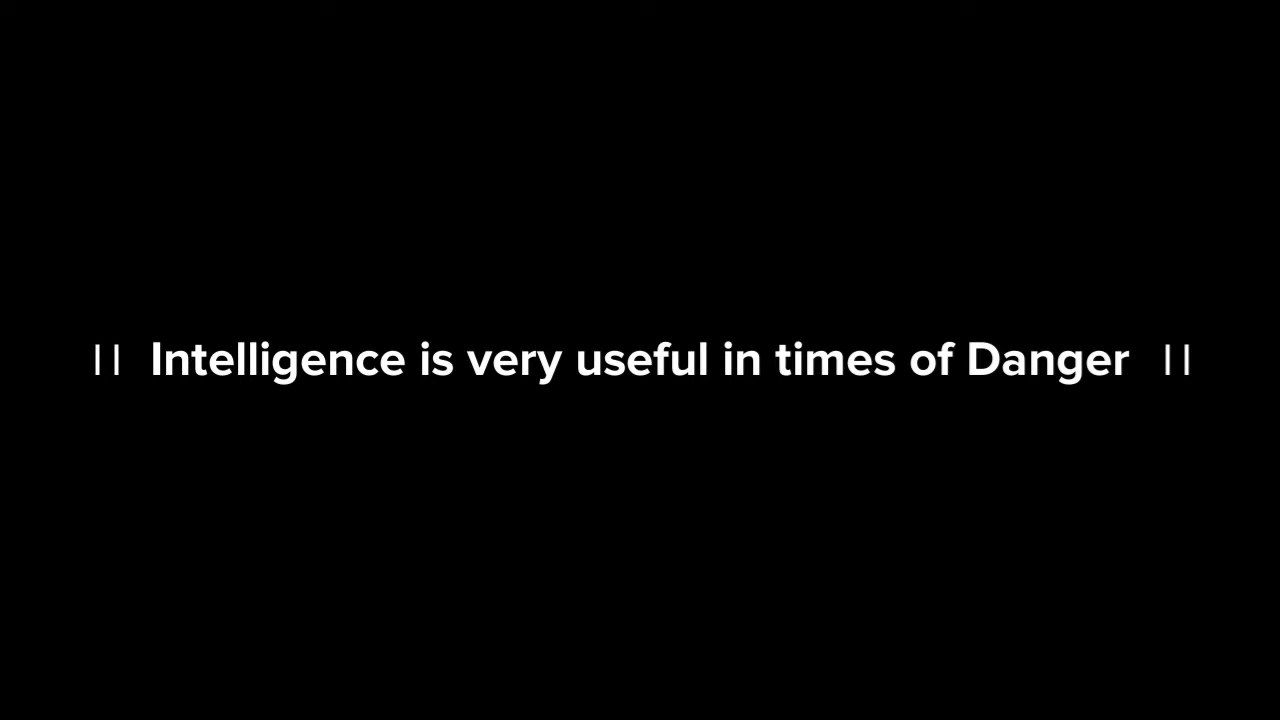 || Intelligence is very useful in times of Danger ||